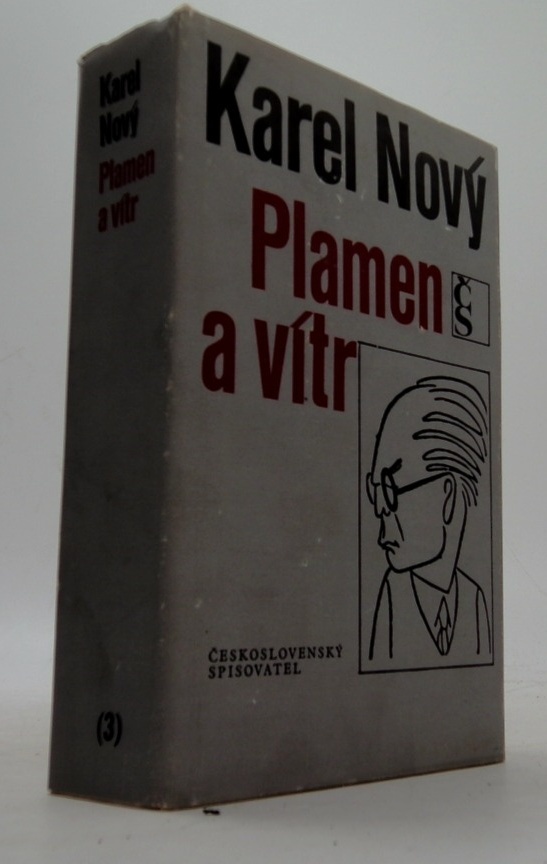 Karel
Nový
Plamen
a vítr
(3)
Karel Nový
Plamen
a vítr
ČS
ČESKOSLOVENSKÝ
SPISOVATEL